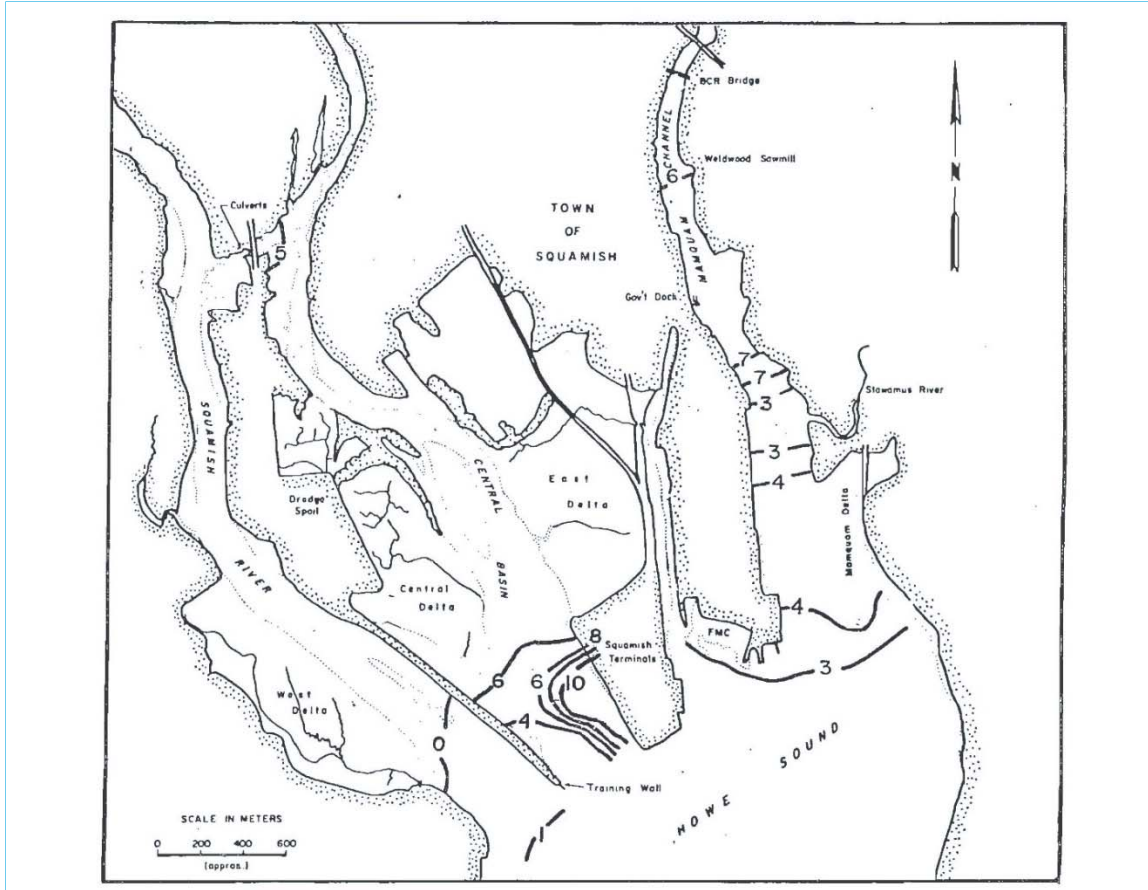 BCR Bridge
CHANNEL
Weldwood Sawmill
6
MAMQUAM
N
Culverts
5
TOWN
OF
SQUAMISH
Gov't Dock
7
7
3
Stawamus River
3
4
SQUAMISH
RIVER
Dredge
Spoil
CENTRAL
BASIN
East
Delta
Mamquam Delta
Central
Delta
4
FMC
3
8
Squamish
Terminals
6
6
10
4
West
Delta
0
Training Wall
HOWE
SOUND
1
SCALE IN METERS
0 200 400 600
(approx.)